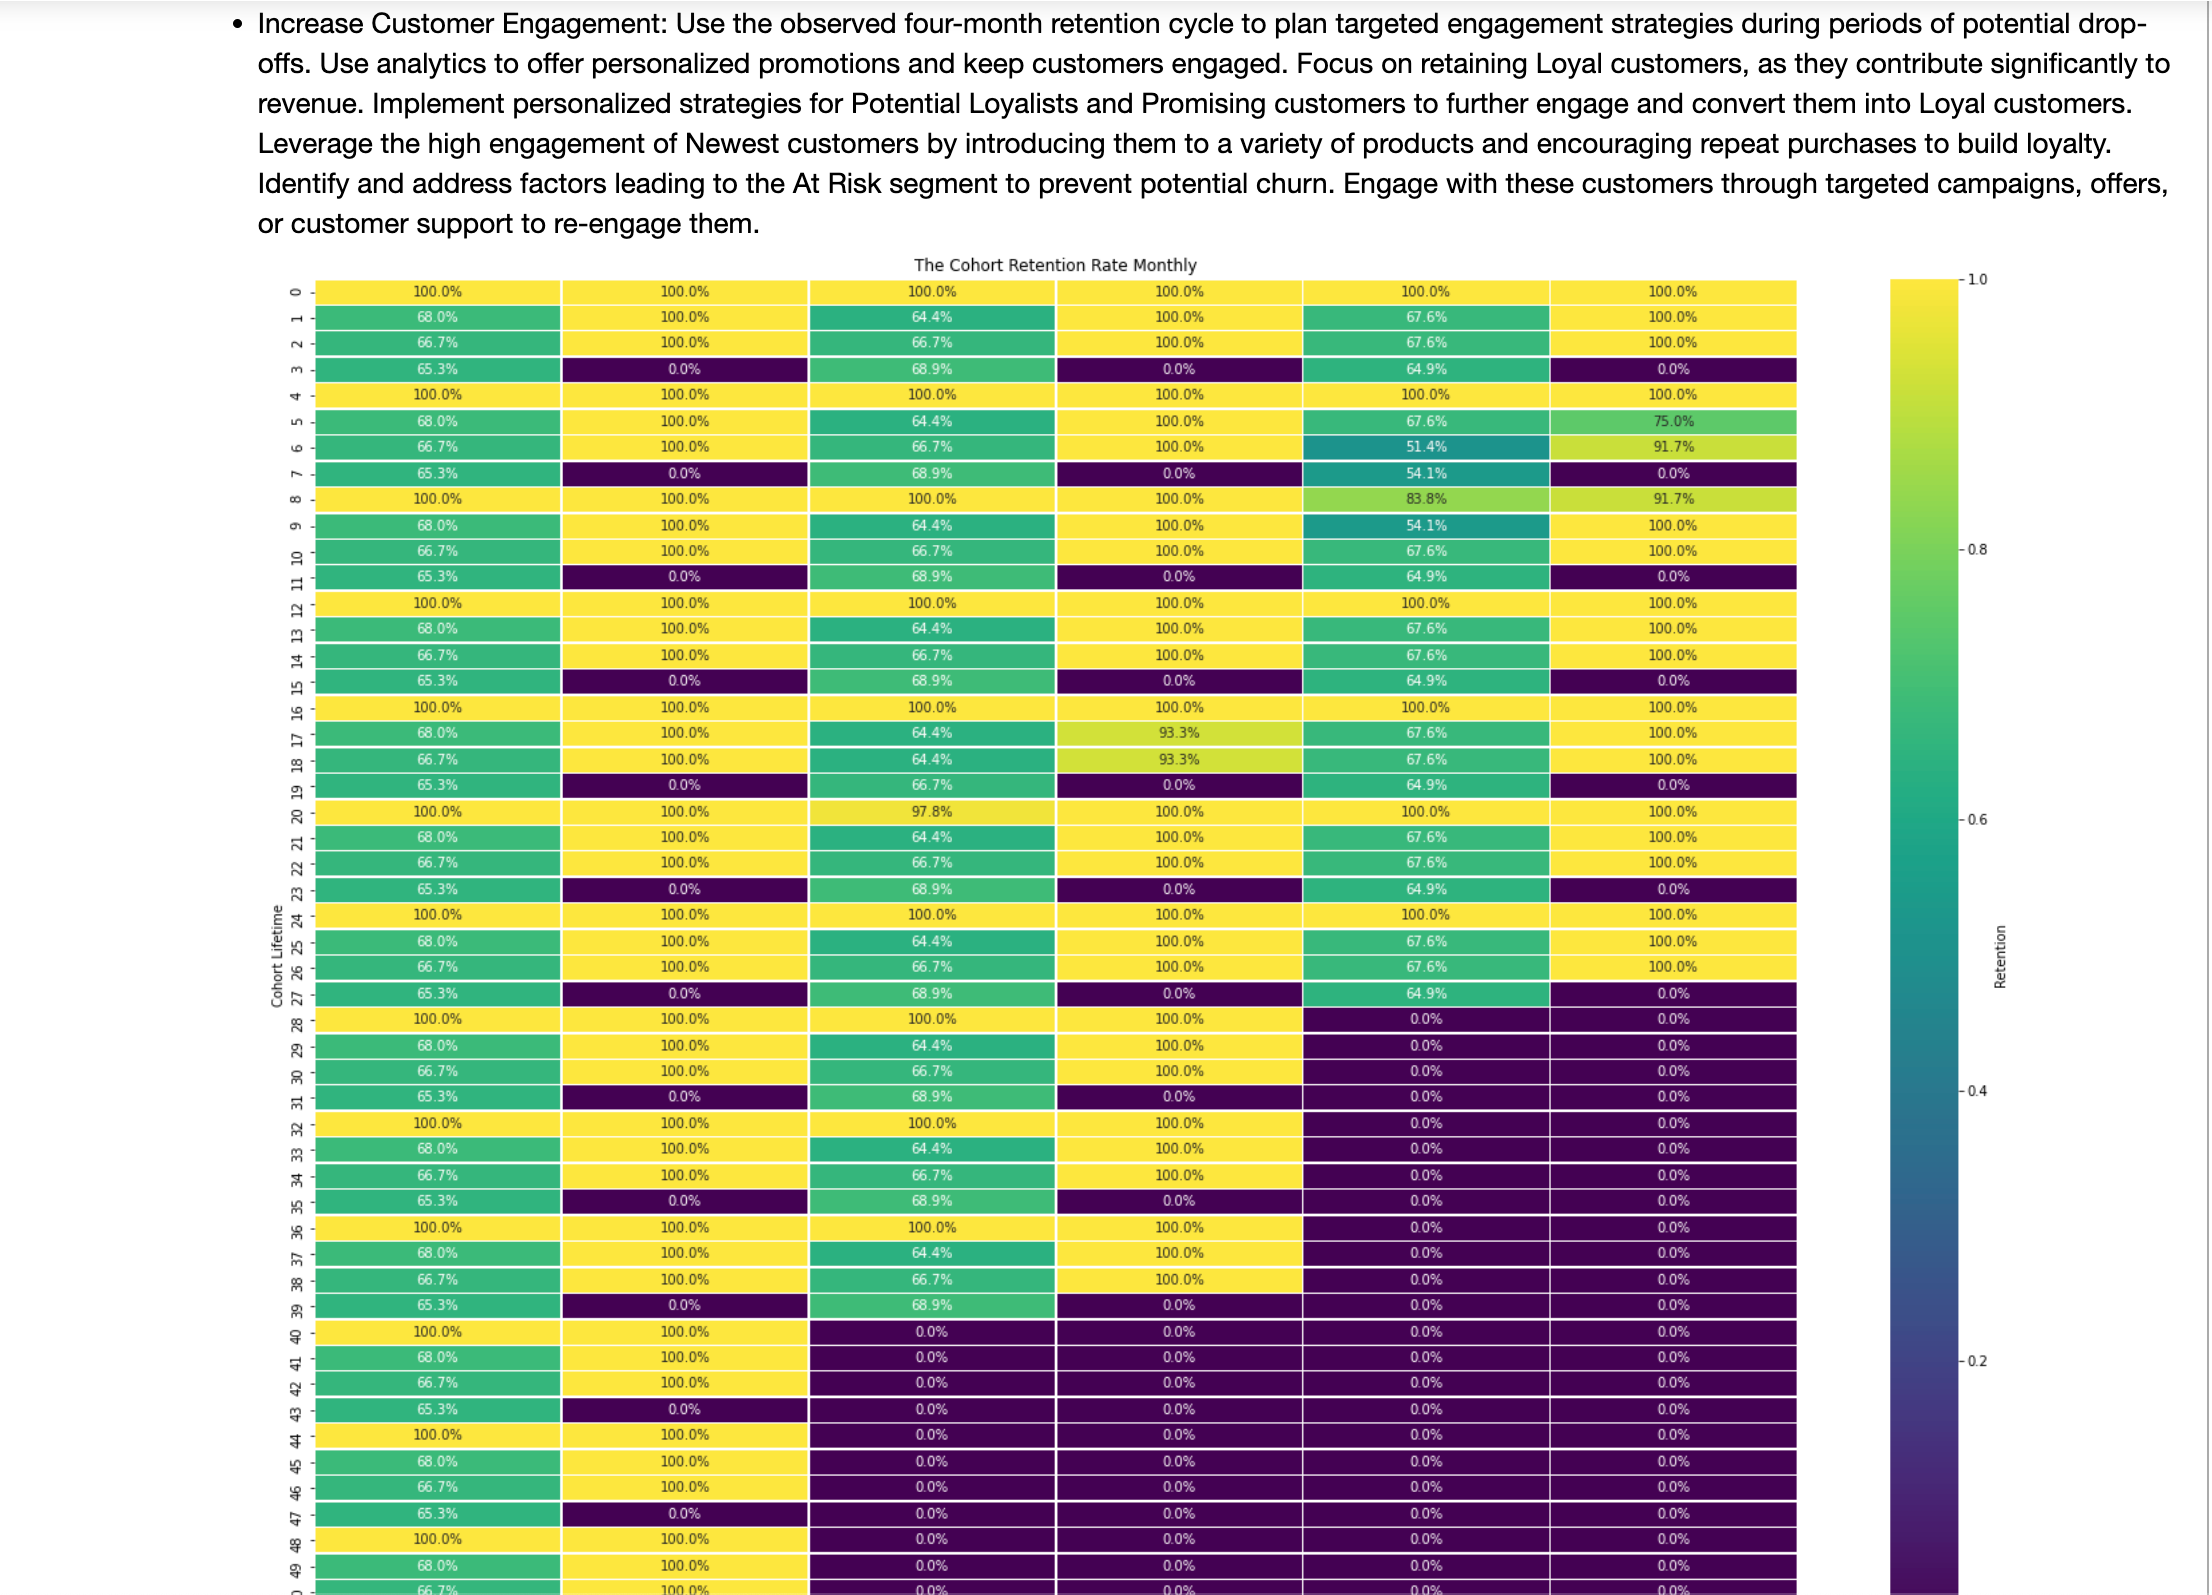 • Increase Customer Engagement: Use the observed four-month retention cycle to plan targeted engagement strategies during periods of potential drop-
offs. Use analytics to offer personalized promotions and keep customers engaged. Focus on retaining Loyal customers, as they contribute significantly to
revenue. Implement personalized strategies for Potential Loyalists and Promising customers to further engage and convert them into Loyal customers.
Leverage the high engagement of Newest customers by introducing them to a variety of products and encouraging repeat purchases to build loyalty.
Identify and address factors leading to the At Risk segment to prevent potential churn. Engage with these customers through targeted campaigns, offers,
or customer support to re-engage them.
The Cohort Retention Rate Monthly
0 100.0% 100.0% 100.0% 100.0% 100.0% 100.0%
1 68.0% 100.0% 64.4% 100.0% 67.6% 100.0%
2 66.7% 100.0% 66.7% 100.0% 67.6% 100.0%
3 65.3% 0.0% 68.9% 0.0% 64.9% 0.0%
4 100.0% 100.0% 100.0% 100.0% 100.0% 100.0%
5 68.0% 100.0% 64.4% 100.0% 67.6% 75.0%
6 66.7% 100.0% 66.7% 100.0% 51.4% 91.7%
7 65.3% 0.0% 68.9% 0.0% 54.1% 0.0%
8 100.0% 100.0% 100.0% 100.0% 83.8% 91.7%
9 68.0% 100.0% 64.4% 100.0% 54.1% 100.0%
10 66.7% 100.0% 66.7% 100.0% 67.6% 100.0%
11 65.3% 0.0% 68.9% 0.0% 64.9% 0.0%
12 100.0% 100.0% 100.0% 100.0% 100.0% 100.0%
13 68.0% 100.0% 64.4% 100.0% 67.6% 100.0%
14 66.7% 100.0% 66.7% 100.0% 67.6% 100.0%
15 65.3% 0.0% 68.9% 0.0% 64.9% 0.0%
16 100.0% 100.0% 100.0% 100.0% 100.0% 100.0%
17 68.0% 100.0% 64.4% 93.3% 67.6% 100.0%
18 66.7% 100.0% 64.4% 93.3% 67.6% 100.0%
19 65.3% 0.0% 66.7% 0.0% 64.9% 0.0%
20 100.0% 100.0% 97.8% 100.0% 100.0% 100.0%
21 68.0% 100.0% 64.4% 100.0% 67.6% 100.0%
22 66.7% 100.0% 66.7% 100.0% 67.6% 100.0%
23 65.3% 0.0% 68.9% 0.0% 64.9% 0.0%
24 100.0% 100.0% 100.0% 100.0% 100.0% 100.0%
25 68.0% 100.0% 64.4% 100.0% 67.6% 100.0%
26 66.7% 100.0% 66.7% 100.0% 67.6% 100.0%
27 65.3% 0.0% 68.9% 0.0% 64.9% 0.0%
28 100.0% 100.0% 100.0% 100.0% 0.0% 0.0%
29 68.0% 100.0% 64.4% 100.0% 0.0% 0.0%
30 66.7% 100.0% 66.7% 100.0% 0.0% 0.0%
31 65.3% 0.0% 68.9% 0.0% 0.0% 0.0%
32 100.0% 100.0% 100.0% 100.0% 0.0% 0.0%
33 68.0% 100.0% 64.4% 100.0% 0.0% 0.0%
34 66.7% 100.0% 66.7% 100.0% 0.0% 0.0%
35 65.3% 0.0% 68.9% 0.0% 0.0% 0.0%
36 100.0% 100.0% 100.0% 100.0% 0.0% 0.0%
37 68.0% 100.0% 64.4% 100.0% 0.0% 0.0%
38 66.7% 100.0% 66.7% 100.0% 0.0% 0.0%
39 65.3% 0.0% 68.9% 0.0% 0.0% 0.0%
40 100.0% 100.0% 0.0% 0.0% 0.0% 0.0%
41 68.0% 100.0% 0.0% 0.0% 0.0% 0.0%
42 66.7% 100.0% 0.0% 0.0% 0.0% 0.0%
43 65.3% 0.0% 0.0% 0.0% 0.0% 0.0%
44 100.0% 100.0% 0.0% 0.0% 0.0% 0.0%
45 68.0% 100.0% 0.0% 0.0% 0.0% 0.0%
46 66.7% 100.0% 0.0% 0.0% 0.0% 0.0%
47 65.3% 0.0% 0.0% 0.0% 0.0% 0.0%
48 100.0% 100.0% 0.0% 0.0% 0.0% 0.0%
49 68.0% 100.0% 0.0% 0.0% 0.0% 0.0%
66.7% 100.0% 0.0% 0.0% 0.0% 0.0%
Cohort Lifetime
1.0
0.8
0.6
0.4
0.2
Retention